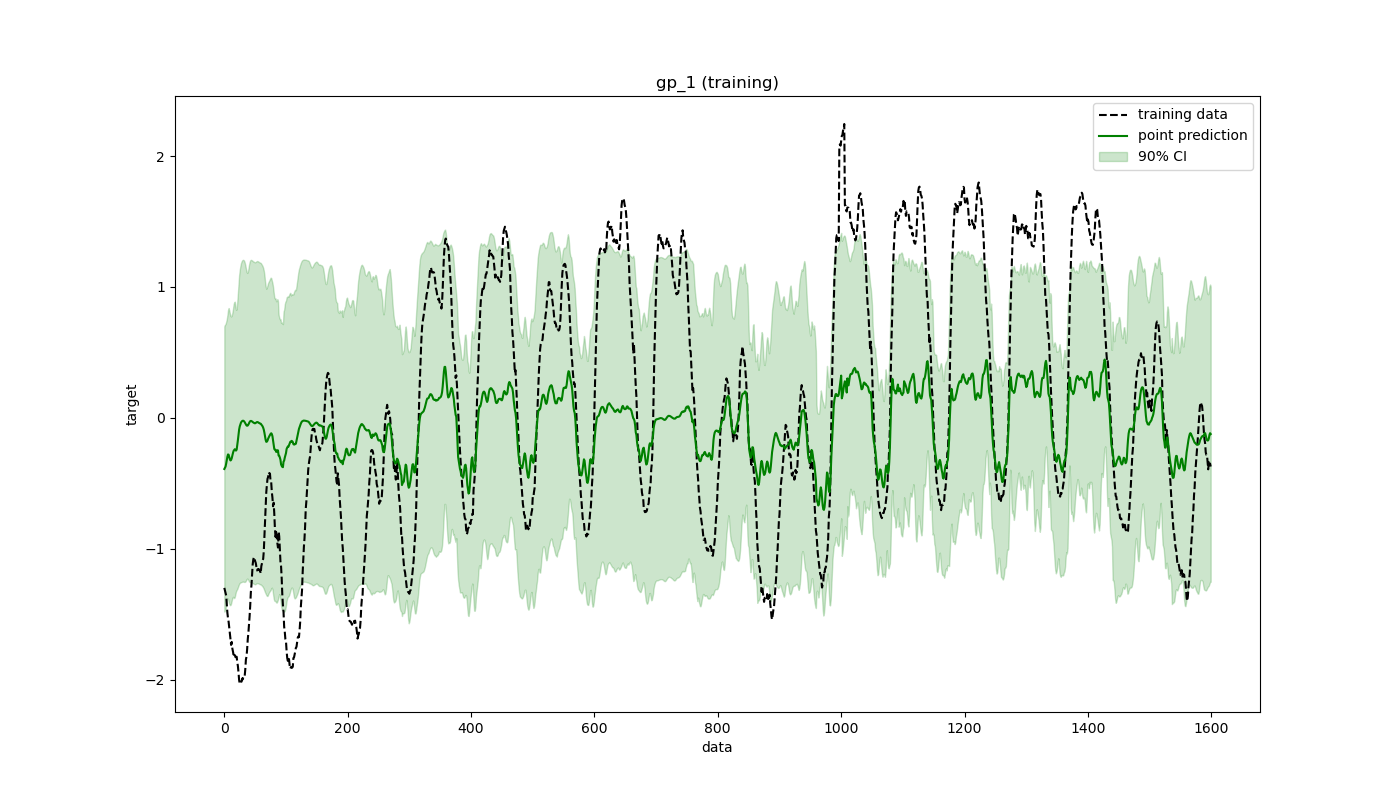 gp_1 (training)
training data
point prediction
90% CI
target
2
1
0
−1
−2
0 200 400 600 800 1000 1200 1400 1600
data